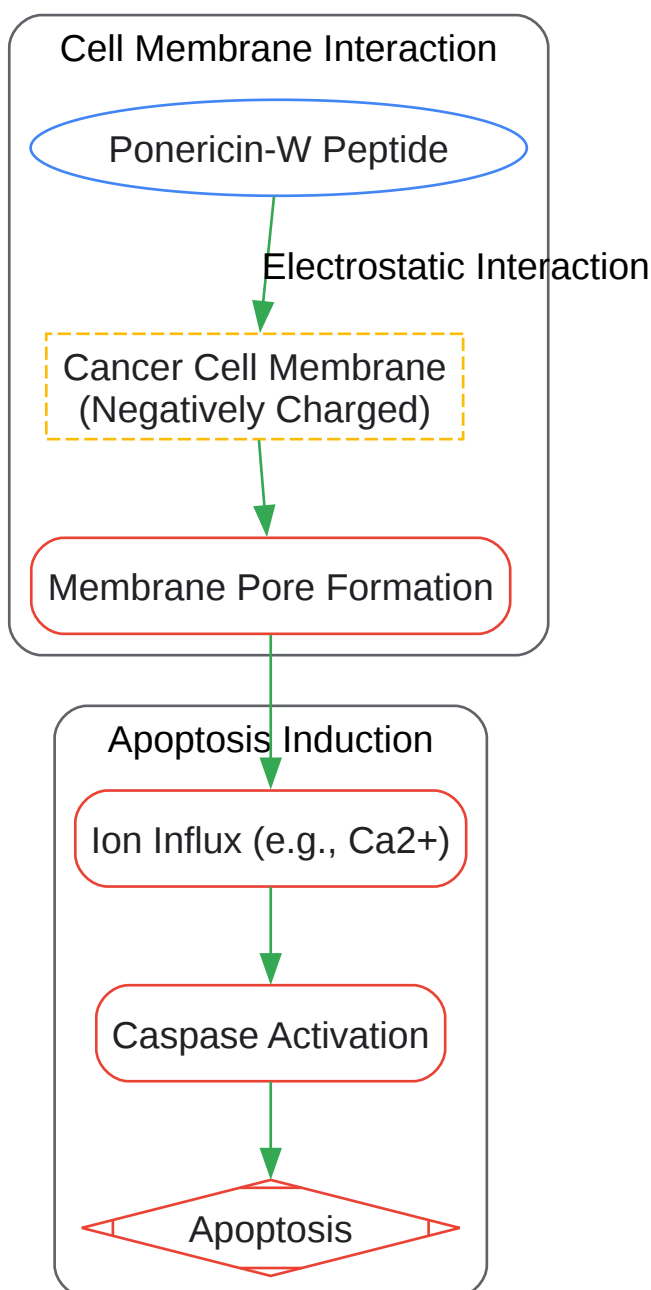 Cell Membrane Interaction
Ponericin-W Peptide
Electrostatic Interaction
Cancer Cell Membrane
(Negatively Charged)
Membrane Pore Formation
Apoptosis Induction
Ion Influx (e.g., Ca2+)
Caspase Activation
Apoptosis